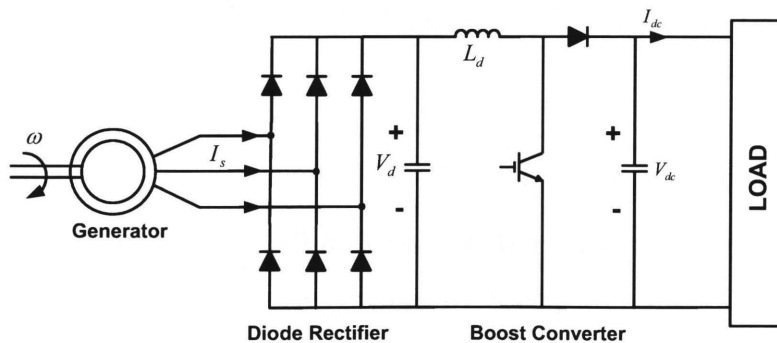 I_dc
L_d
ω
I_s
+
V_d
-
+
V_dc
-
LOAD
Generator
Diode Rectifier
Boost Converter